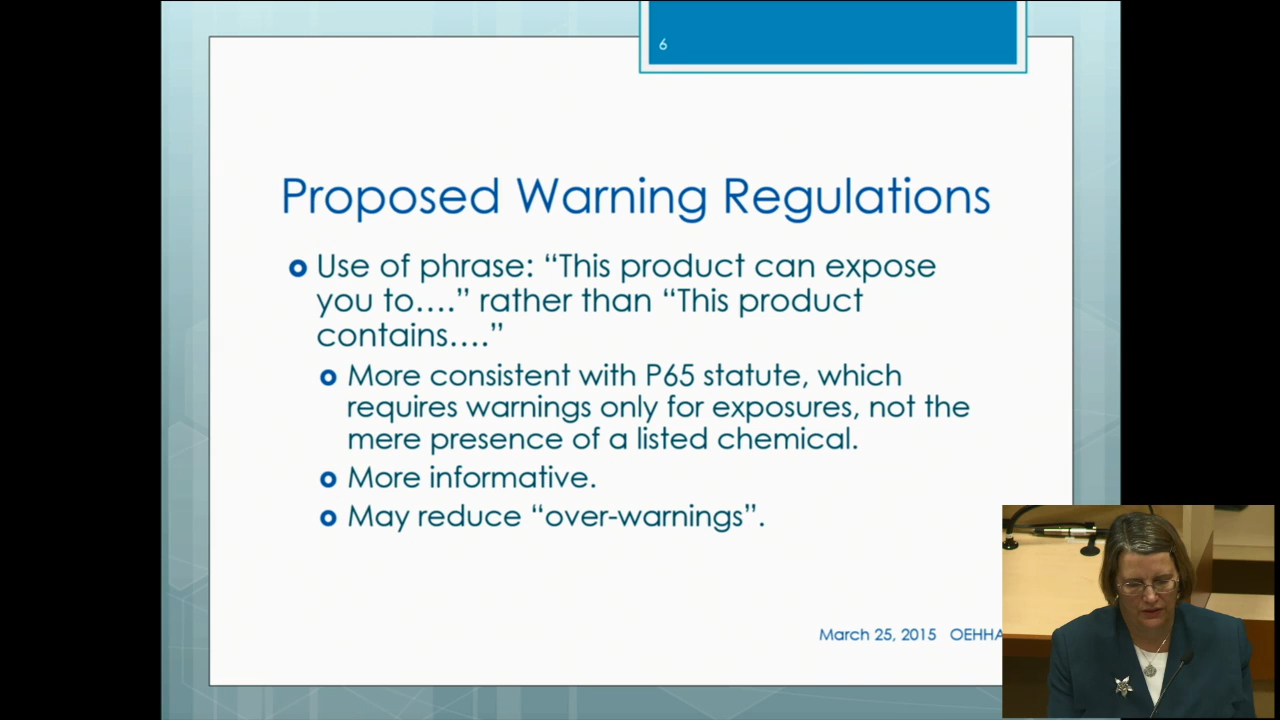 6
Proposed Warning Regulations
Use of phrase: “This product can expose
you to....” rather than “This product
contains....”
More consistent with P65 statute, which
requires warnings only for exposures, not the
mere presence of a listed chemical.
More informative.
May reduce “over-warnings”.
March 25, 2015 OEHHA